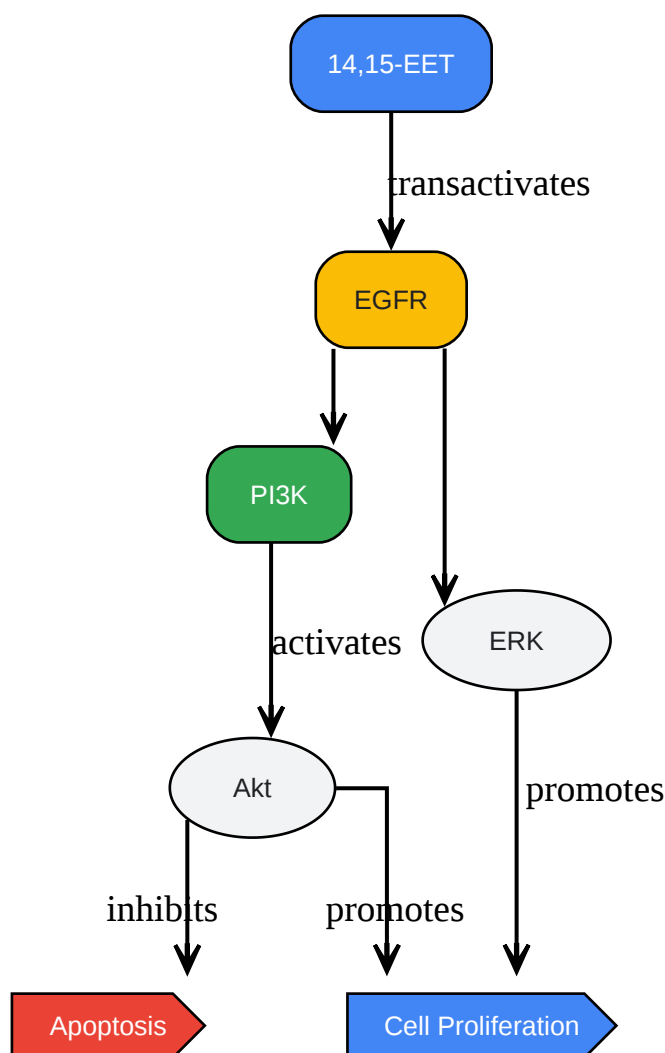 14,15-EET
transactivates
EGFR
PI3K
activates
ERK
Akt
promotes
inhibits
promotes
Apoptosis
Cell Proliferation